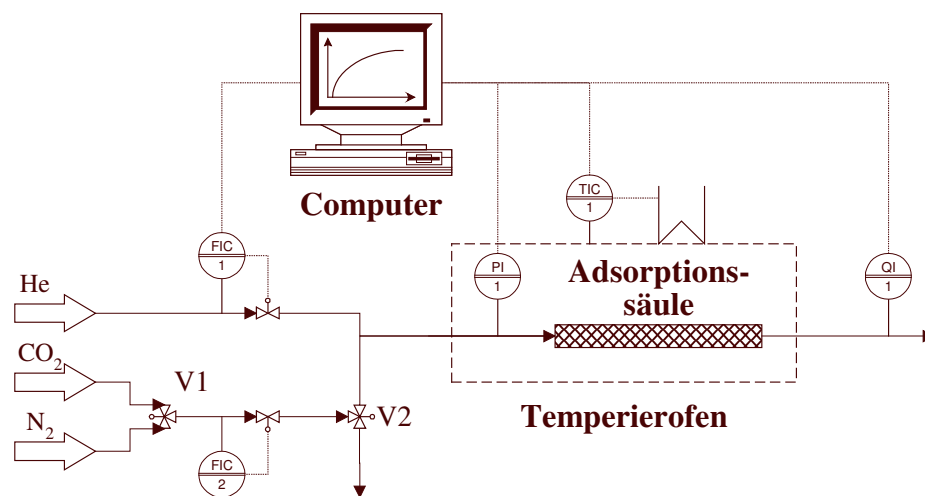 Computer
TIC
1
FIC
1
PI
1
Adsorptions-
säule
QI
1
He
CO₂
V1
N₂
V2
Temperierofen
FIC
2